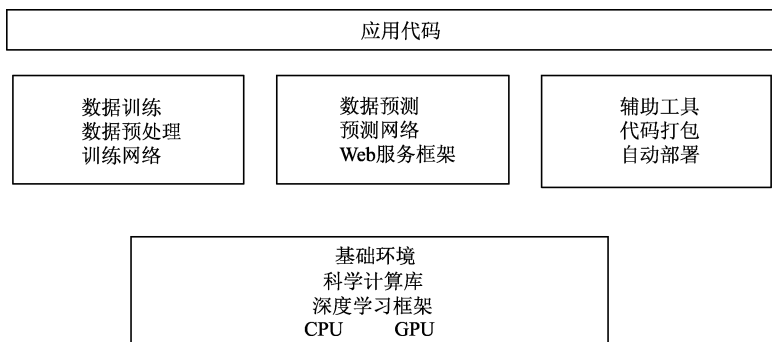 应用代码
数据训练
数据预处理
训练网络
数据预测
预测网络
Web服务框架
辅助工具
代码打包
自动部署
基础环境
科学计算库
深度学习框架
CPU GPU